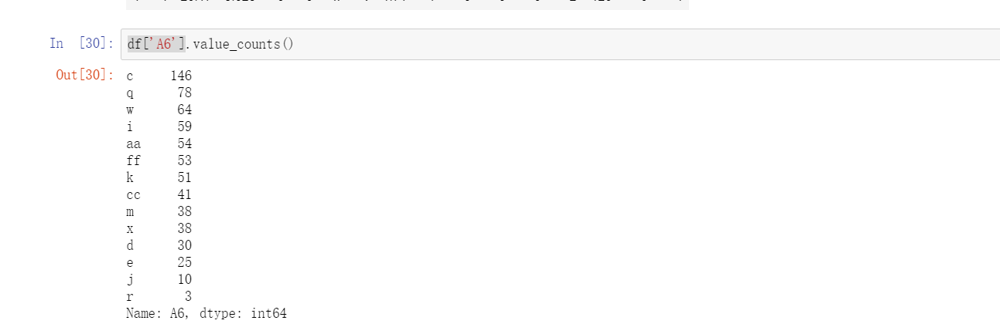 In [30]: df['A6'].value_counts()
Out[30]: c 146
q 78
w 64
i 59
aa 54
ff 53
k 51
cc 41
m 38
x 38
d 30
e 25
j 10
r 3
Name: A6, dtype: int64